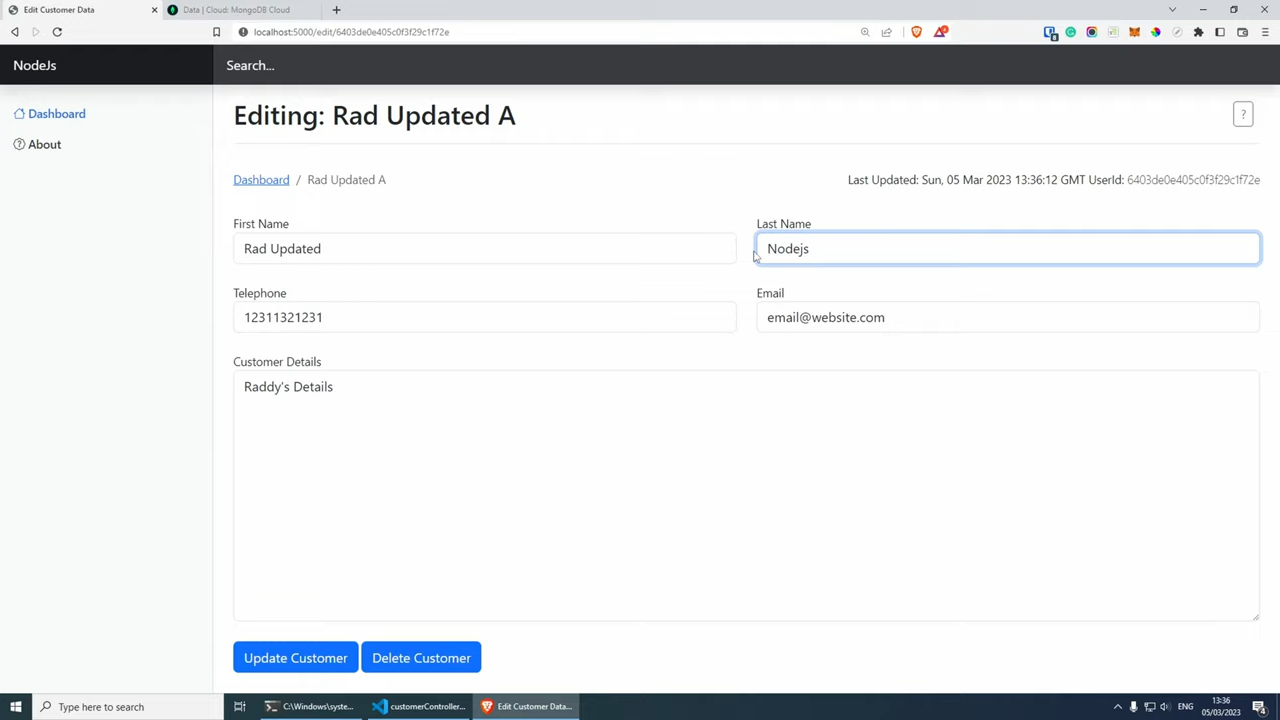 Edit Customer Data
Data | Cloud: MongoDB Cloud
localhost:5000/edit/6403de0e405c0f3f29c1f72e
NodeJs
Search...
Dashboard
About
Editing: Rad Updated A
?
Dashboard / Rad Updated A
Last Updated: Sun, 05 Mar 2023 13:36:12 GMT UserId: 6403de0e405c0f3f29c1f72e
First Name
Last Name
Rad Updated
Nodejs
Telephone
Email
12311321231
email@website.com
Customer Details
Raddy's Details
Update Customer
Delete Customer
Type here to search
C:\Windows\syste...
customerController...
Edit Customer Data...
ENG
13:36
05/03/2023
4